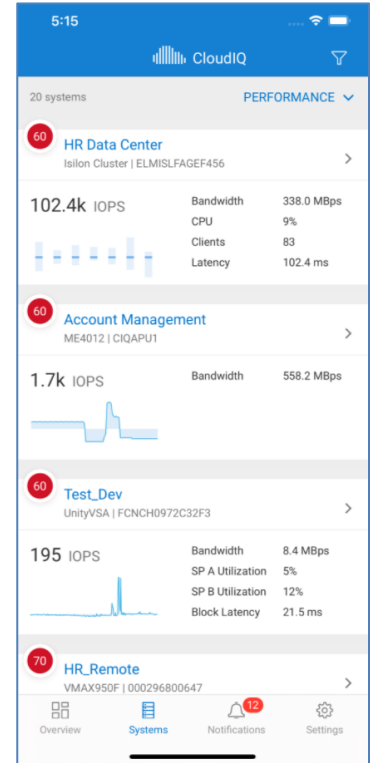 5:15
CloudIQ
20 systems PERFORMANCE
60
HR Data Center
Isilon Cluster | ELMISLFAGEF456
102.4k IOPS
Bandwidth 338.0 MBps
CPU 9%
Clients 83
Latency 102.4 ms
60
Account Management
ME4012 | CIQAPU1
1.7k IOPS
Bandwidth 558.2 MBps
60
Test_Dev
UnityVSA | FCNCH0972C32F3
195 IOPS
Bandwidth 8.4 MBps
SP A Utilization 5%
SP B Utilization 12%
Block Latency 21.5 ms
70
HR_Remote
VMAX950F | 000296800647
12
Overview Systems Notifications Settings